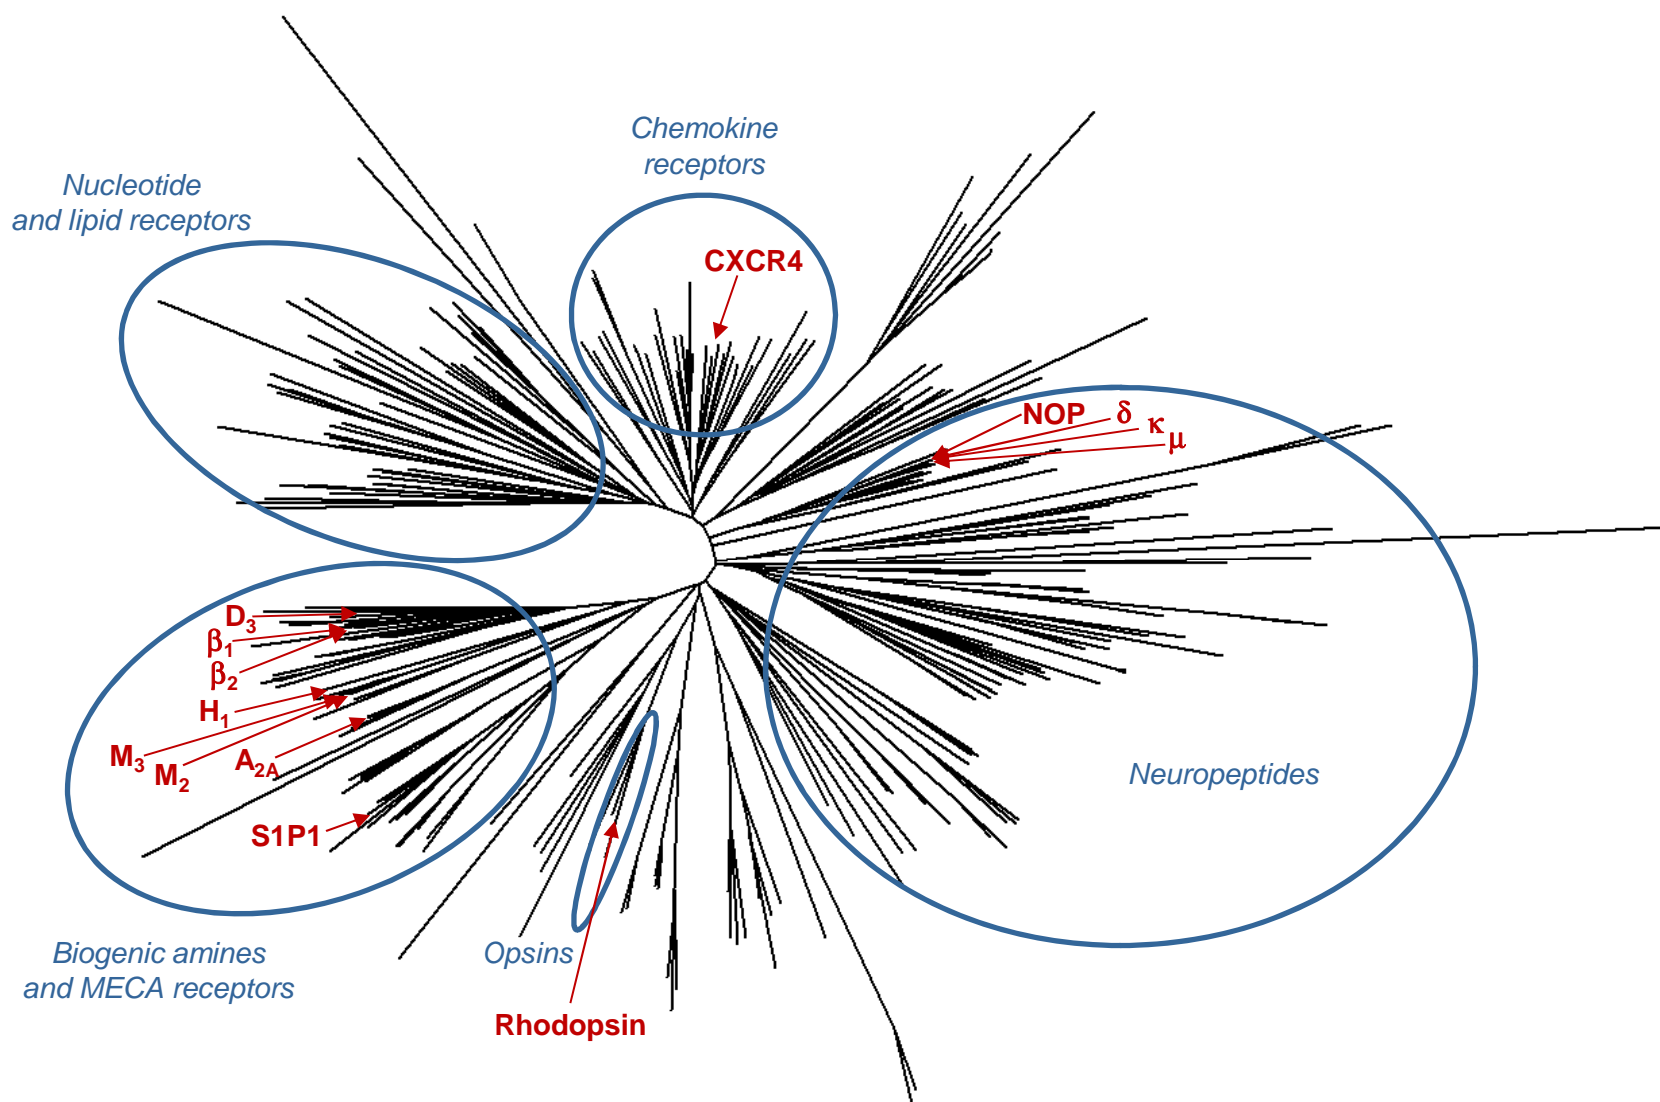 Chemokine
receptors
Nucleotide
and lipid receptors
CXCR4
NOP
δ
κ
μ
D3
β1
β2
H1
M3
M2
A2A
S1P1
Neuropeptides
Biogenic amines
and MECA receptors
Opsins
Rhodopsin